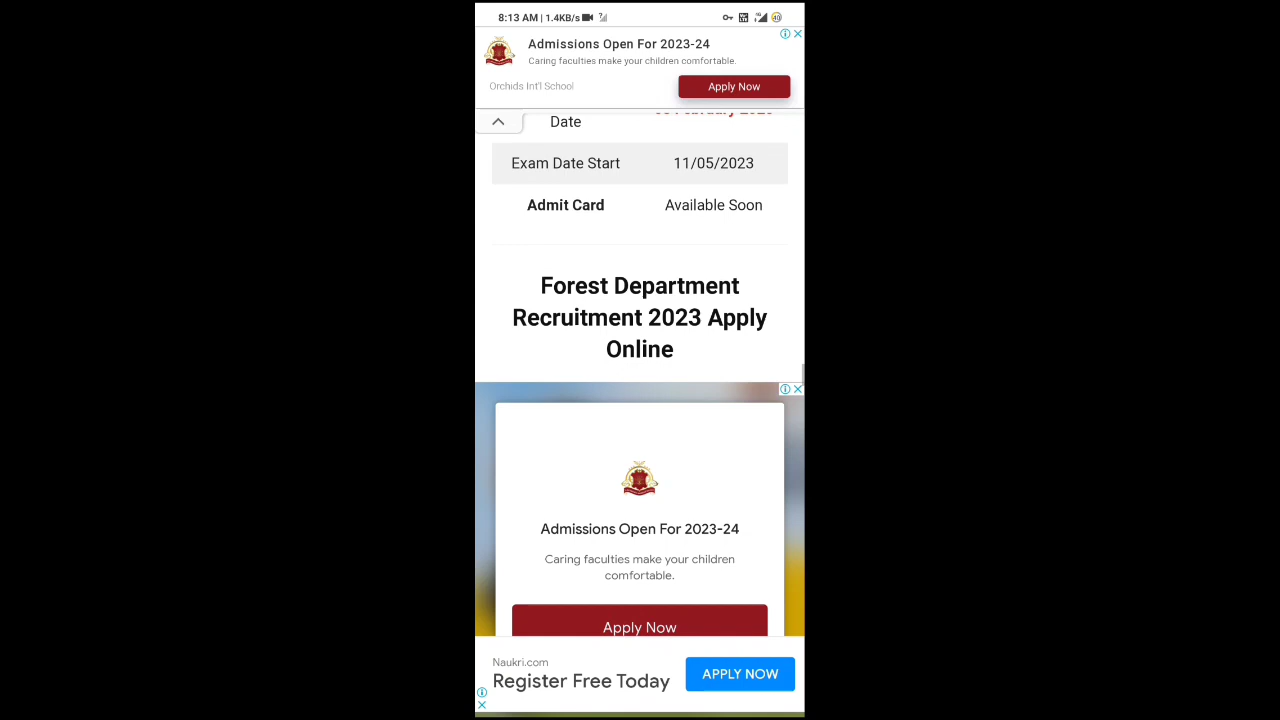 8:13 AM | 1.4KB/s
Admissions Open For 2023-24
Caring faculties make your children comfortable.
Orchids Int'l School
Apply Now
Date
Exam Date Start 11/05/2023
Admit Card Available Soon
Forest Department
Recruitment 2023 Apply
Online
Admissions Open For 2023-24
Caring faculties make your children
comfortable.
Apply Now
Naukri.com
Register Free Today
APPLY NOW